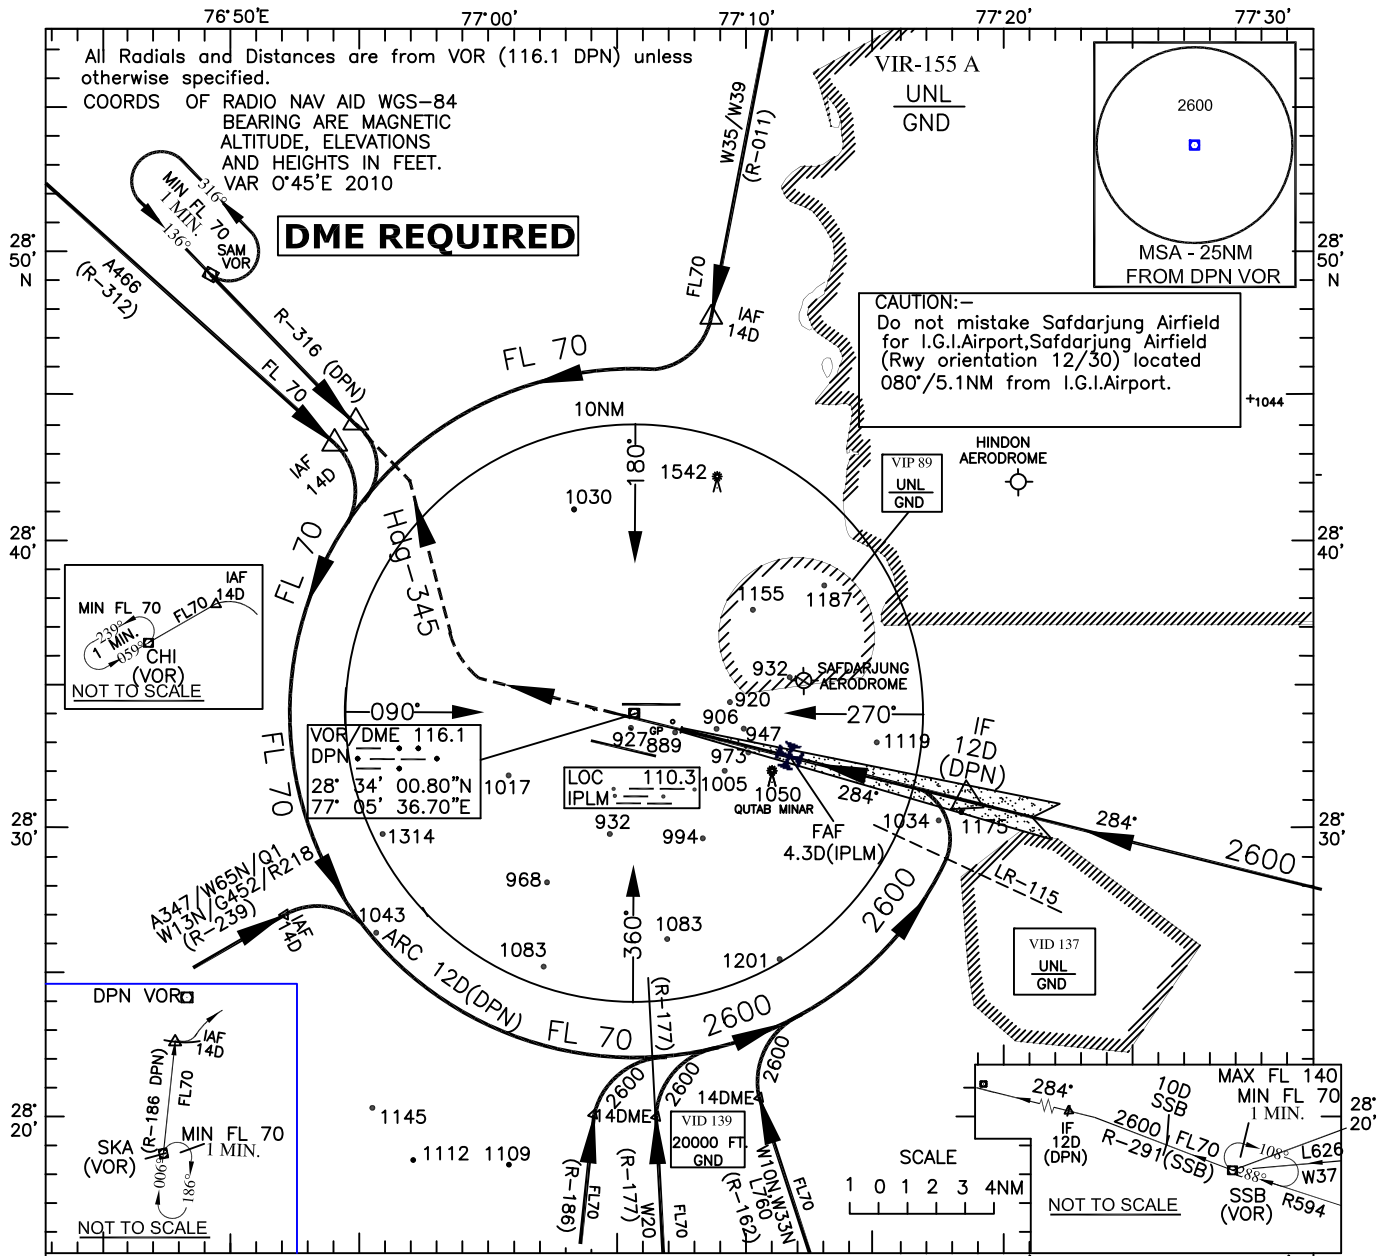 76°50'E
77°00'
77°10'
77°20'
77°30'
All Radials and Distances are from VOR (116.1 DPN) unless
otherwise specified.
COORDS OF RADIO NAV AID WGS-84
BEARING ARE MAGNETIC
ALTITUDE, ELEVATIONS
AND HEIGHTS IN FEET.
VAR 0°45'E 2010
DME REQUIRED
VIR-155 A
UNL
GND
2600
MSA - 25NM
FROM DPN VOR
W35/W39
(R-011)
FL70
IAF
14D
316°
MIN FL 70
1 MIN.
136°
SAM
VOR
28°
50'
N
28°
50'
N
A466
(R-312)
R-316 (DPN)
FL 70
IAF
14D
FL 70
CAUTION:-
Do not mistake Safdarjung Airfield
for I.G.I.Airport,Safdarjung Airfield
(Rwy orientation 12/30) located
080°/5.1NM from I.G.I.Airport.
+1044
10NM
180°
1542
1030
HINDON
AERODROME
VIP 89
UNL
GND
28°
40'
28°
40'
FL 70
Hdg-345
IAF
14D
MIN FL 70
FL70
239°
1 MIN.
059°
CHI
(VOR)
NOT TO SCALE
1155
1187
932
SAFDARJUNG
AERODROME
920
906
947
973
927
GP
889
1005
090°
270°
1119
IF
12D
(DPN)
FL 70
VOR/DME 116.1
DPN
28° 34' 00.80"N
77° 05' 36.70"E
1017
LOC 110.3
IPLM
1050
QUTAB MINAR
284°
FAF
4.3D(IPLM)
1034
1175
284°
2600
28°
30'
28°
30'
1314
932
994
LR-115
968
2600
A347/W65N/Q1
W13N/G452/R218
(R-239)
IAF
14D
1043
ARC 12D(DPN)
1083
1083
360°
1201
VID 137
UNL
GND
FL 70
(R-177)
2600
DPN VOR
IAF
14D
(R-186 DPN)
FL70
SKA
(VOR)
MIN FL 70
1 MIN.
006°
186°
NOT TO SCALE
1145
1112
1109
2600
2600
2600
14DME
14DME
VID 139
20000 FT.
GND
(R-186)
FL70
(R-177)
W20
FL70
W10N,W33N
L760
(R-162)
FL70
SCALE
1 0 1 2 3 4NM
MAX FL 140
MIN FL 70
1 MIN.
284°
10D
SSB
IF
12D
(DPN)
2600
FL70
R-291(SSB)
108°
288°
L626
W37
R594
SSB
(VOR)
NOT TO SCALE
28°
20'
28°
20'